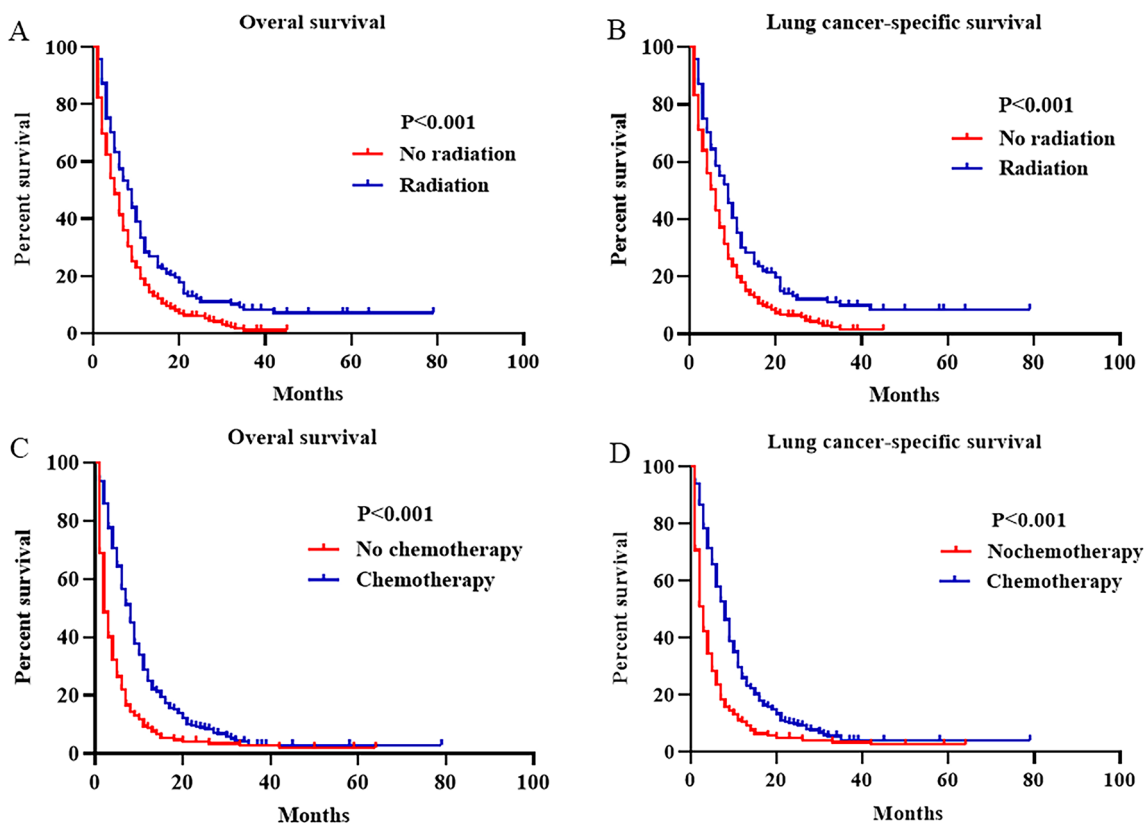 A
Overal survival
Percent survival
100
80
60
40
20
0
P<0.001
No radiation
Radiation
0 20 40 60 80 100
Months
B
Lung cancer-specific survival
Percent survival
100
80
60
40
20
0
P<0.001
No radiation
Radiation
0 20 40 60 80 100
Months
C
Overal survival
Percent survival
100
80
60
40
20
0
P<0.001
No chemotherapy
Chemotherapy
0 20 40 60 80 100
Months
D
Lung cancer-specific survival
Percent survival
100
80
60
40
20
0
P<0.001
Nochemotherapy
Chemotherapy
0 20 40 60 80 100
Months